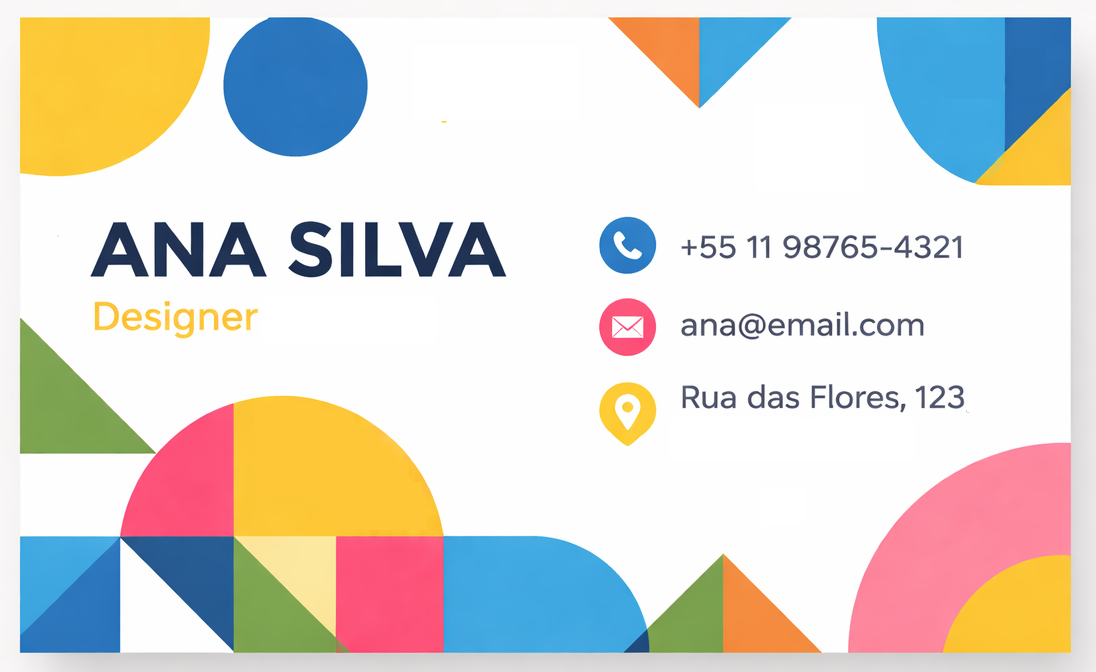 ANA SILVA
Designer
+55 11 98765-4321
ana@email.com
Rua das Flores, 123